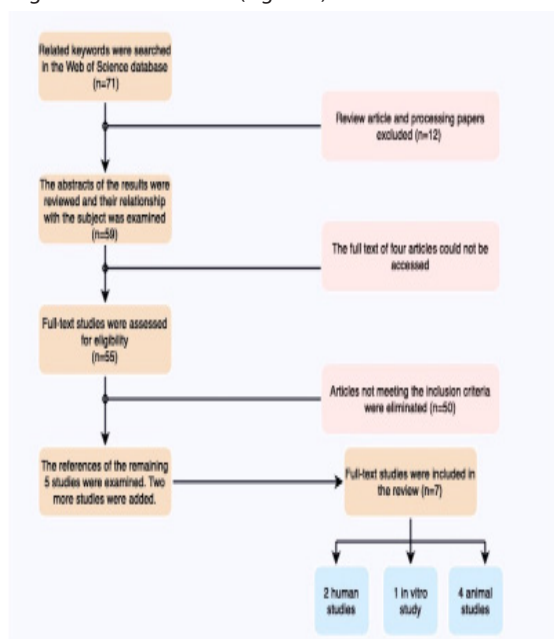 Related keywords were searched
in the Web of Science database
(n=71)
Review article and processing papers
excluded (n=12)
The abstracts of the results were
reviewed and their relationship
with the subject was examined
(n=59)
The full text of four articles could not be
accessed
Full-text studies were assessed
for eligibility
(n=55)
Articles not meeting the inclusion criteria
were eliminated (n=50)
The references of the remaining
5 studies were examined. Two
more studies were added.
Full-text studies were included in
the review (n=7)
2 human
studies
1 in vitro
study
4 animal
studies